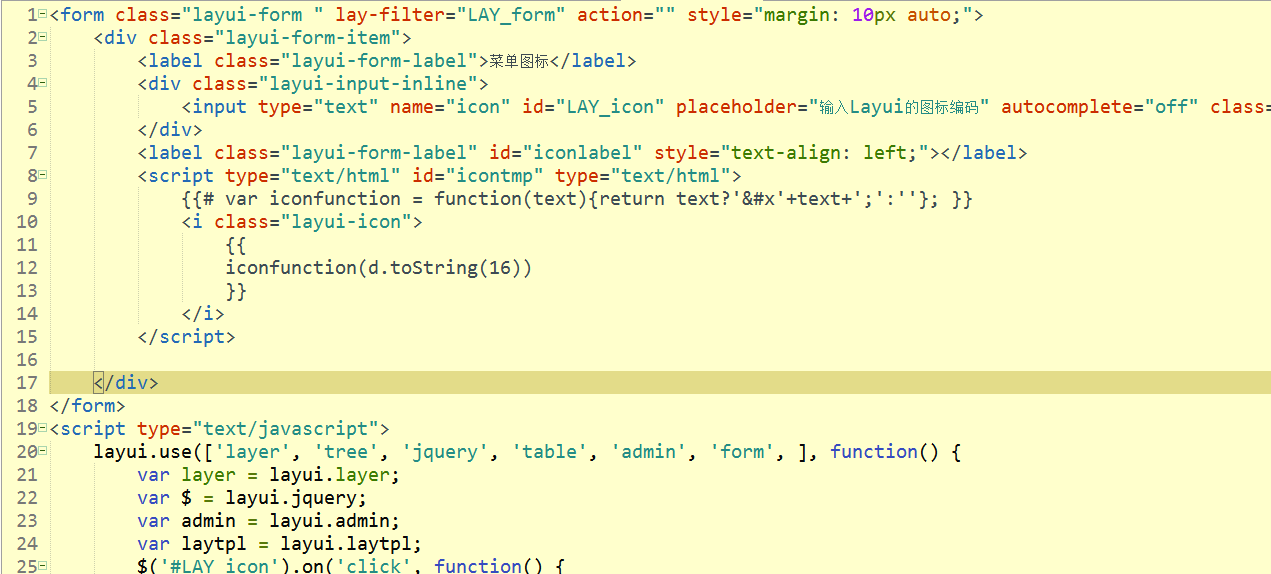 1 <form class="layui-form " lay-filter="LAY_form" action="" style="margin: 10px auto;">
2 <div class="layui-form-item">
3 <label class="layui-form-label">菜单图标</label>
4 <div class="layui-input-inline">
5 <input type="text" name="icon" id="LAY_icon" placeholder="输入Layui的图标编码" autocomplete="off" class=
6 </div>
7 <label class="layui-form-label" id="iconlabel" style="text-align: left;"></label>
8 <script type="text/html" id="icontmp" type="text/html">
9 {{# var iconfunction = function(text){return text?'&#x'+text+';':''}; }}
10 <i class="layui-icon">
11 {{
12 iconfunction(d.toString(16))
13 }}
14 </i>
15 </script>
16
17 </div>
18 </form>
19 <script type="text/javascript">
20 layui.use(['layer', 'tree', 'jquery', 'table', 'admin', 'form', ], function() {
21 var layer = layui.layer;
22 var $ = layui.jquery;
23 var admin = layui.admin;
24 var laytpl = layui.laytpl;
25 $('#LAY_icon').on('click', function() {